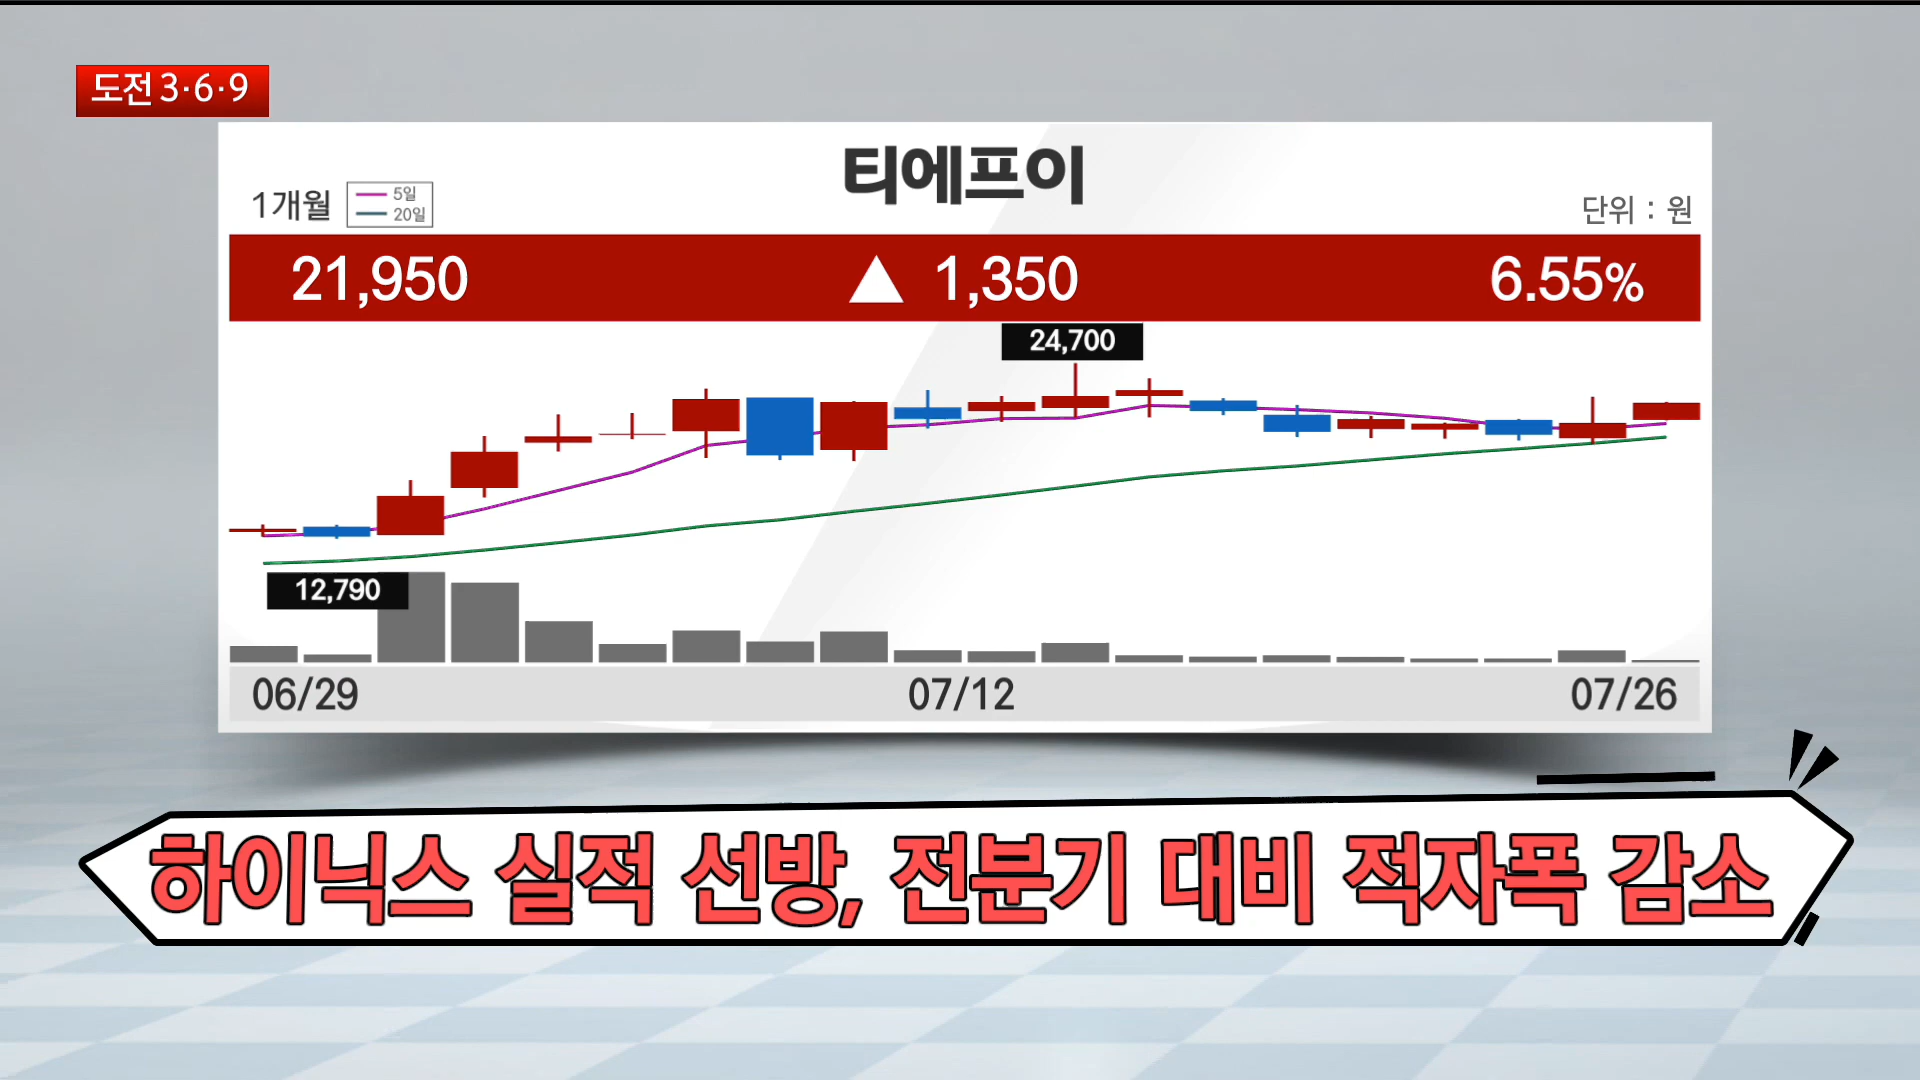 도전 3·6·9
티에프이
1개월
5일
20일
단위 : 원
21,950 ▲ 1,350 6.55%
24,700
12,790
06/29 07/12 07/26
하이닉스 실적 선방, 전분기 대비 적자폭 감소